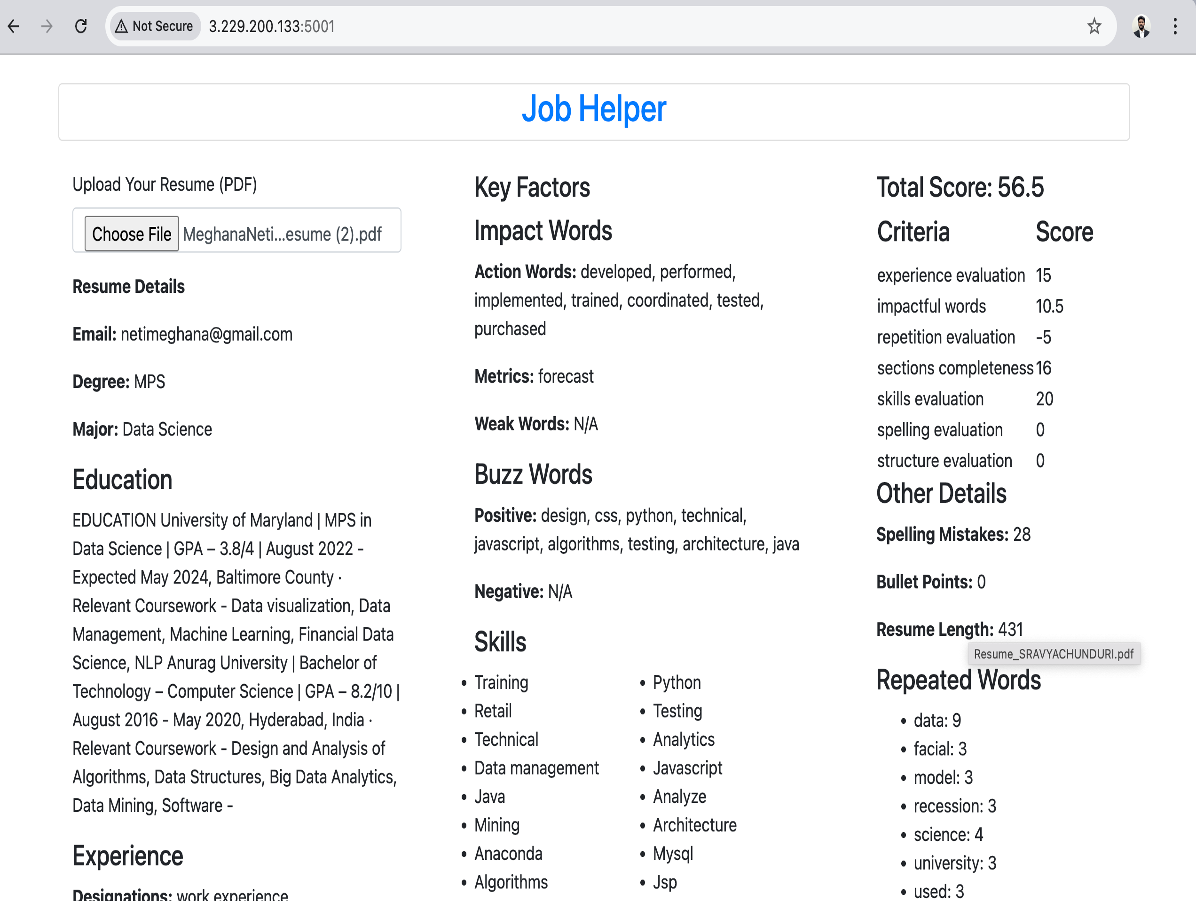 Not Secure 3.229.200.133:5001
Job Helper
Upload Your Resume (PDF)
Choose File MeghanaNeti...esume (2).pdf
Resume Details
Email: netimeghana@gmail.com
Degree: MPS
Major: Data Science
Education
EDUCATION University of Maryland | MPS in
Data Science | GPA – 3.8/4 | August 2022 -
Expected May 2024, Baltimore County ·
Relevant Coursework - Data visualization, Data
Management, Machine Learning, Financial Data
Science, NLP Anurag University | Bachelor of
Technology – Computer Science | GPA – 8.2/10 |
August 2016 - May 2020, Hyderabad, India ·
Relevant Coursework - Design and Analysis of
Algorithms, Data Structures, Big Data Analytics,
Data Mining, Software -
Experience
Designations: work experience
Key Factors
Impact Words
Action Words: developed, performed,
implemented, trained, coordinated, tested,
purchased
Metrics: forecast
Weak Words: N/A
Buzz Words
Positive: design, css, python, technical,
javascript, algorithms, testing, architecture, java
Negative: N/A
Skills
• Training
• Retail
• Technical
• Data management
• Java
• Mining
• Anaconda
• Algorithms
• Python
• Testing
• Analytics
• Javascript
• Analyze
• Architecture
• Mysql
• Jsp
Total Score: 56.5
Criteria Score
experience evaluation 15
impactful words 10.5
repetition evaluation -5
sections completeness 16
skills evaluation 20
spelling evaluation 0
structure evaluation 0
Other Details
Spelling Mistakes: 28
Bullet Points: 0
Resume Length: 431
Resume_SRAVYACHUNDURI.pdf
Repeated Words
• data: 9
• facial: 3
• model: 3
• recession: 3
• science: 4
• university: 3
• used: 3